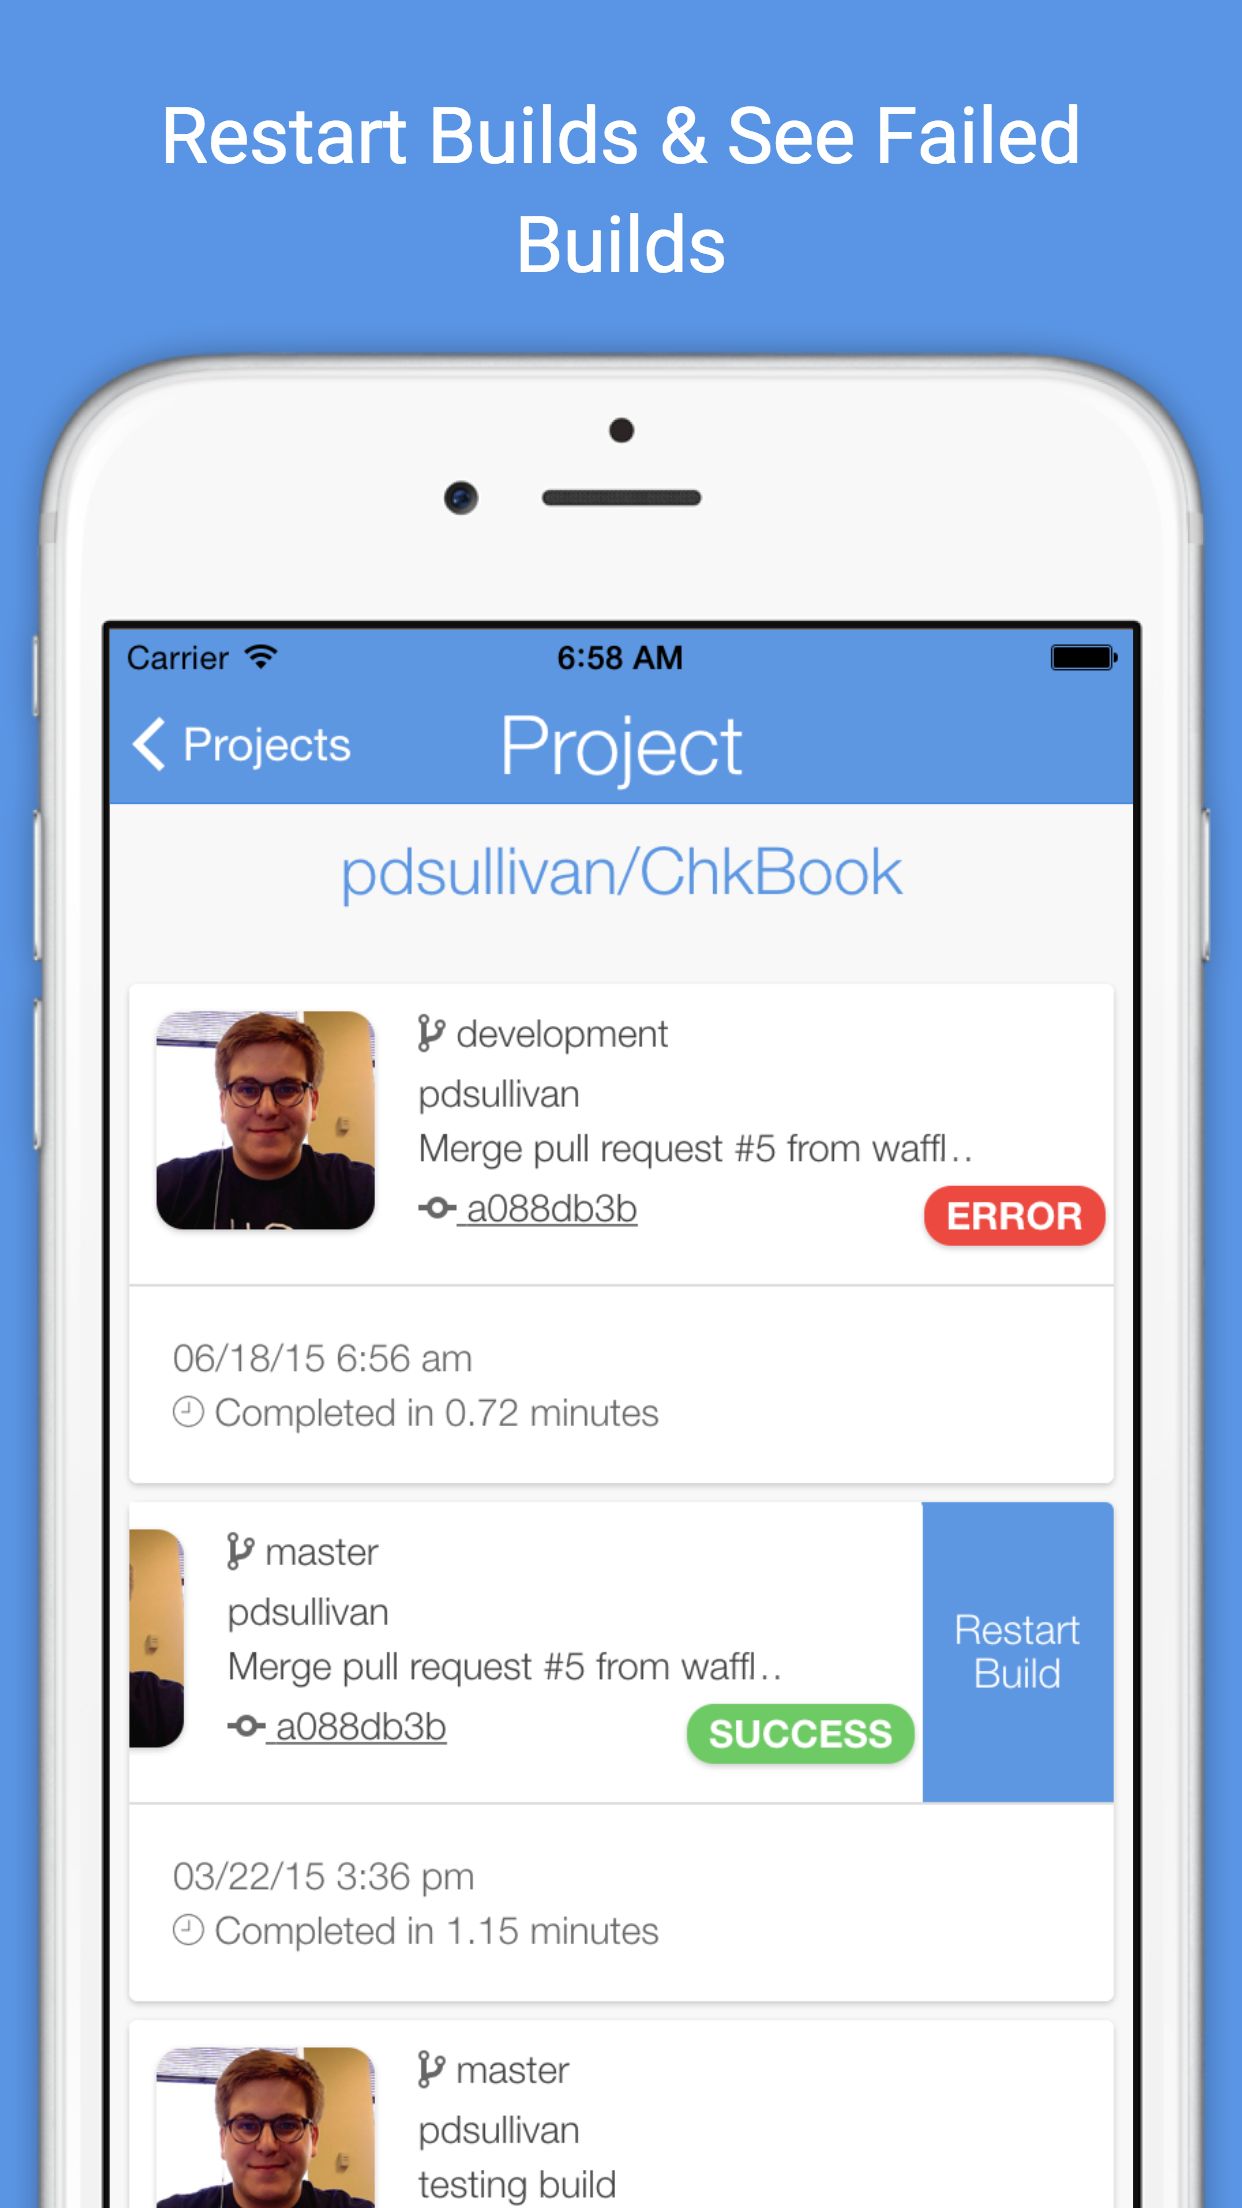 Restart Builds & See Failed
Builds
Carrier 6:58 AM
Projects Project
pdsullivan/ChkBook
development
pdsullivan
Merge pull request #5 from waffl..
a088db3b
ERROR
06/18/15 6:56 am
Completed in 0.72 minutes
master
pdsullivan
Merge pull request #5 from waffl..
a088db3b
SUCCESS
Restart
Build
03/22/15 3:36 pm
Completed in 1.15 minutes
master
pdsullivan
testing build